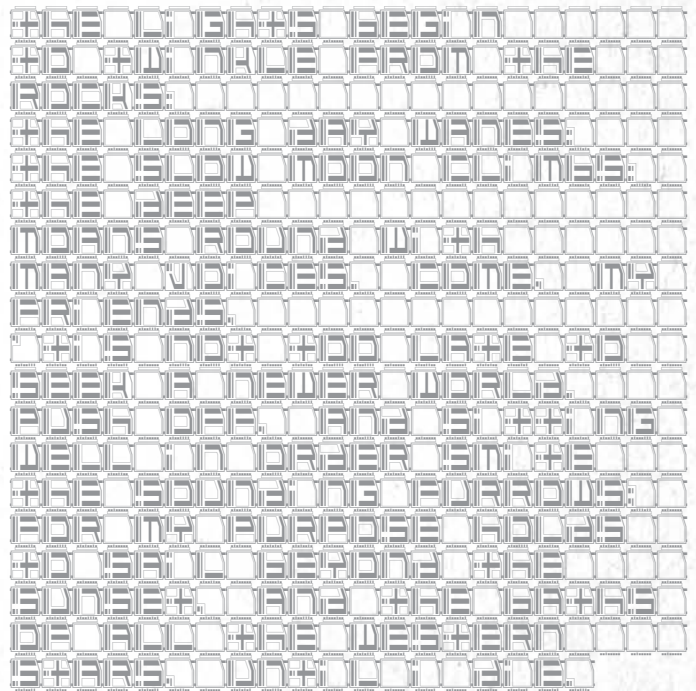 THE LIGHTS BEGIN
TO TWINKLE FROM THE
ROCKS:
THE LONG DAY WANES:
THE SLOW MOON CLIMBS:
THE DEEP
MOANS ROUND WITH
MANY VOICES. COME, MY
FRIENDS,
'TIS NOT TOO LATE TO
SEEK A NEWER WORLD.
PUSH OFF, AND SITTING
WELL IN ORDER SMITE
THE SOUNDING FURROWS;
FOR MY PURPOSE HOLDS
TO SAIL BEYOND THE
SUNSET, AND THE BATHS
OF ALL THE WESTERN
STARS, UNTIL I DIE.